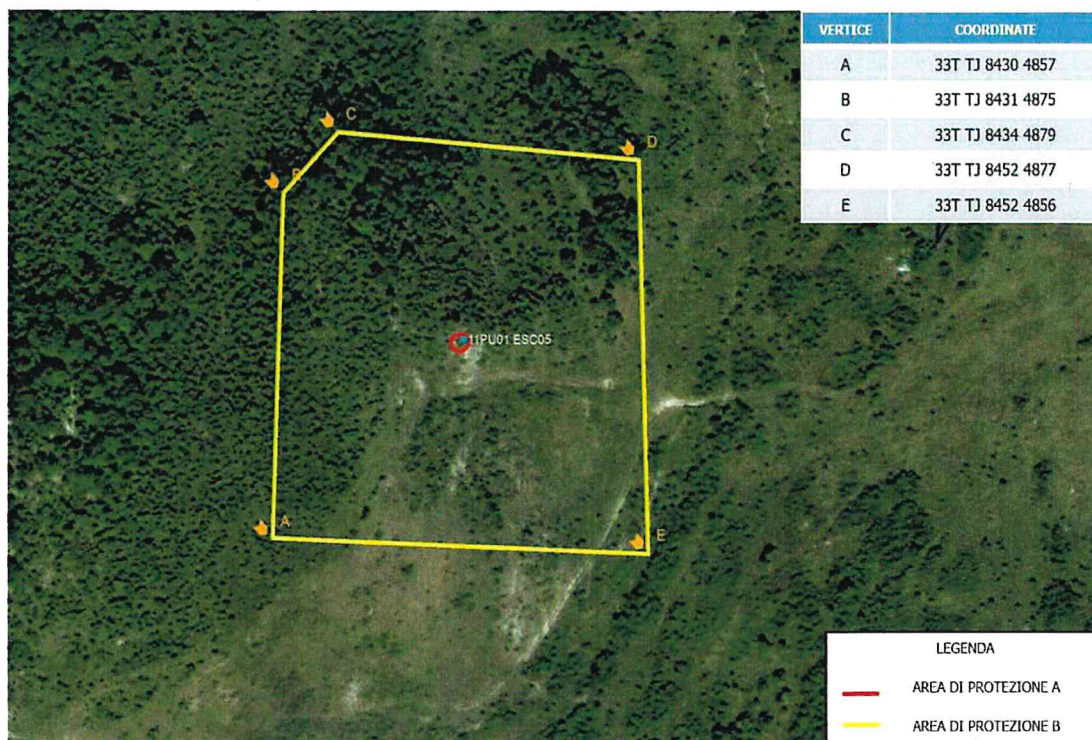 VERTICE COORDINATE
A 33T TJ 8430 4857
B 33T TJ 8431 4875
C 33T TJ 8434 4879
D 33T TJ 8452 4877
E 33T TJ 8452 4856
C
D
B
11PU01 ESC05
A
E
LEGENDA
AREA DI PROTEZIONE A
AREA DI PROTEZIONE B